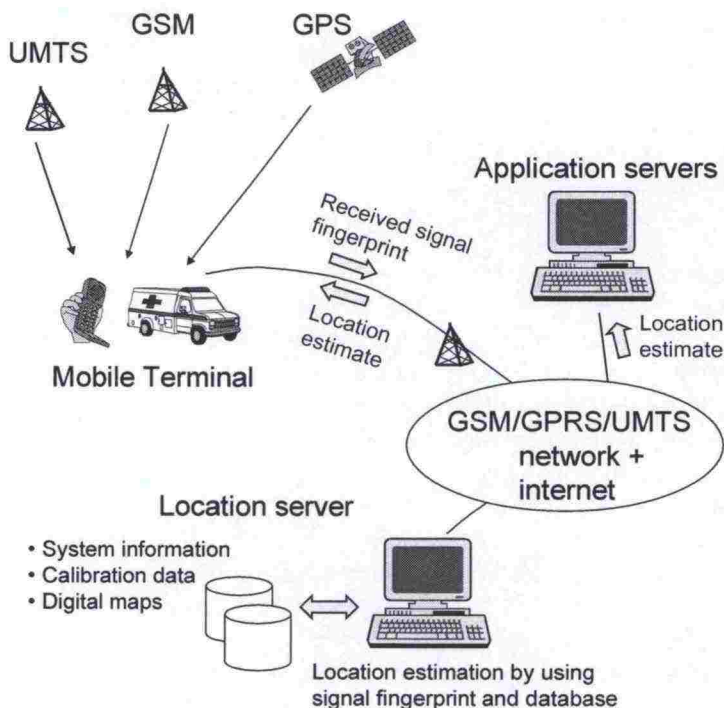 GSM
GPS
UMTS
Application servers
Received signal
fingerprint
Location
estimate
Location
estimate
Mobile Terminal
GSM/GPRS/UMTS
network +
internet
Location server
• System information
• Calibration data
• Digital maps
Location estimation by using
signal fingerprint and database